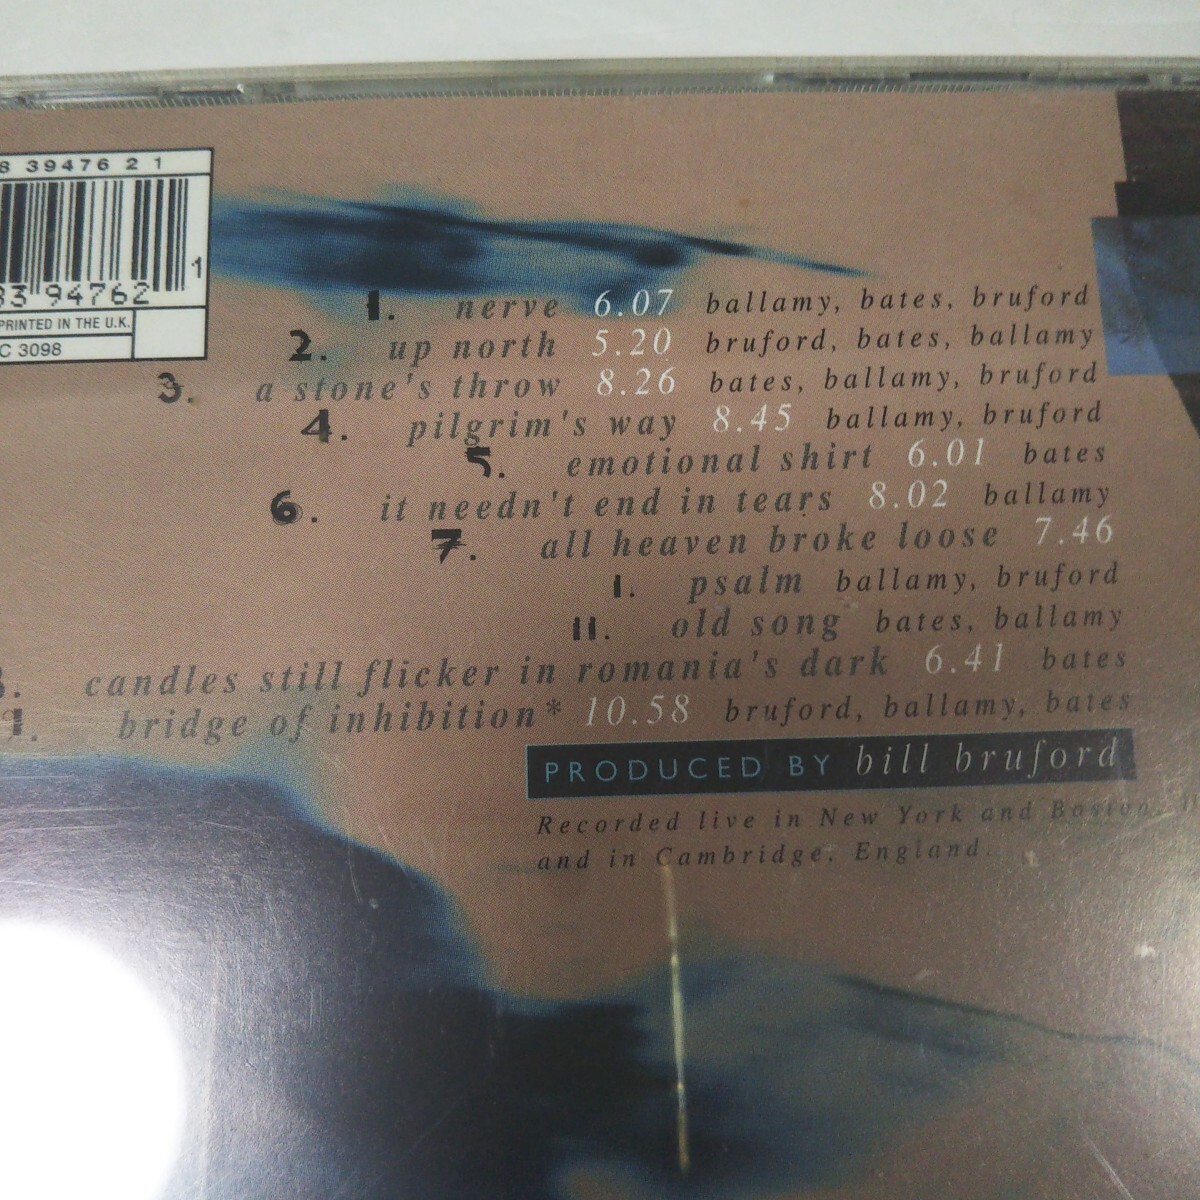 8 39476 2 1
94762
1
PRINTED IN THE U.K.
C 3098
1. nerve 6.07 ballamy, bates, bruford
2. up north 5.20 bruford, bates, ballamy
3. a stone's throw 8.26 bates, ballamy, bruford
4. pilgrim's way 8.45 ballamy, bruford
5. emotional shirt 6.01 bates
6. it needn't end in tears 8.02 ballamy
7. all heaven broke loose 7.46
I. psalm ballamy, bruford
II. old song bates, ballamy
candles still flicker in romania's dark 6.41 bates
bridge of inhibition* 10.58 bruford, ballamy, bates
PRODUCED BY bill bruford
Recorded live in New York and Boston,
and in Cambridge, England.